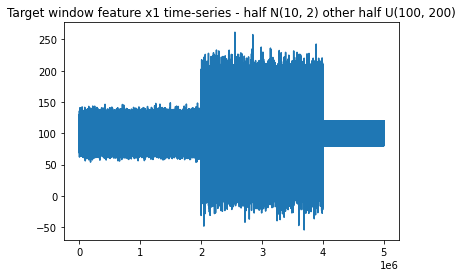 Target window feature x1 time-series - half N(10, 2) other half U(100, 200)
250
200
150
100
50
0
−50
0 1 2 3 4 5
1e6